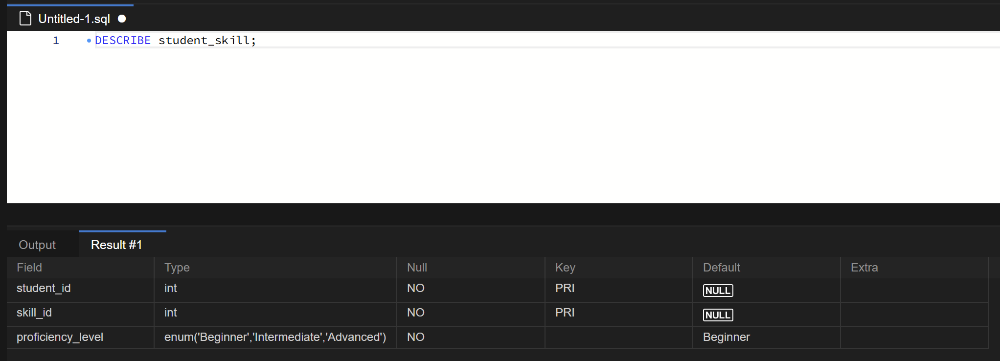 Untitled-1.sql
1 DESCRIBE student_skill;
Output Result #1
Field Type Null Key Default Extra
student_id int NO PRI NULL
skill_id int NO PRI NULL
proficiency_level enum('Beginner','Intermediate','Advanced') NO Beginner